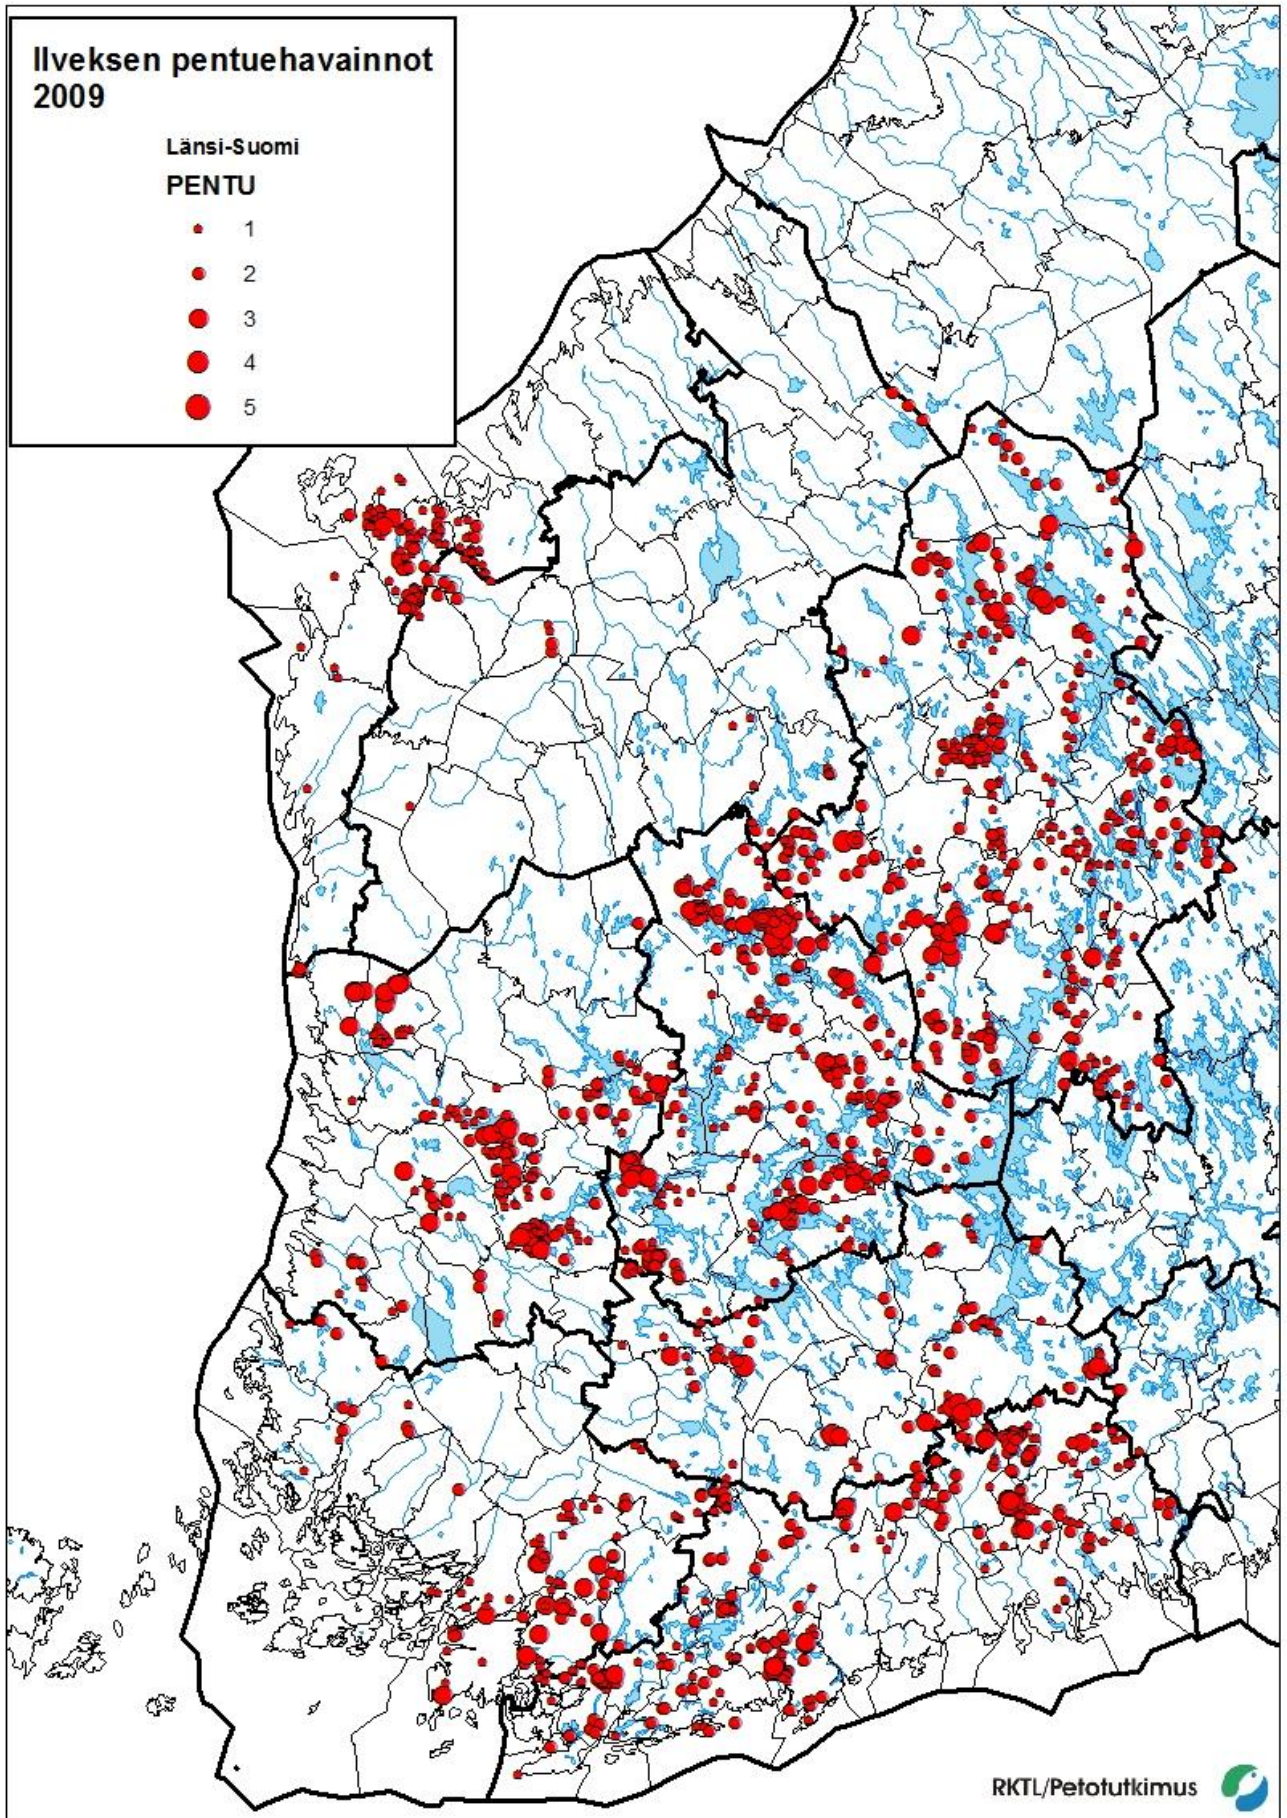 Ilveksen pentuehavainnot
2009
Länsi-Suomi
PENTU
1
2
3
4
5
RKTL/Petotutkimus